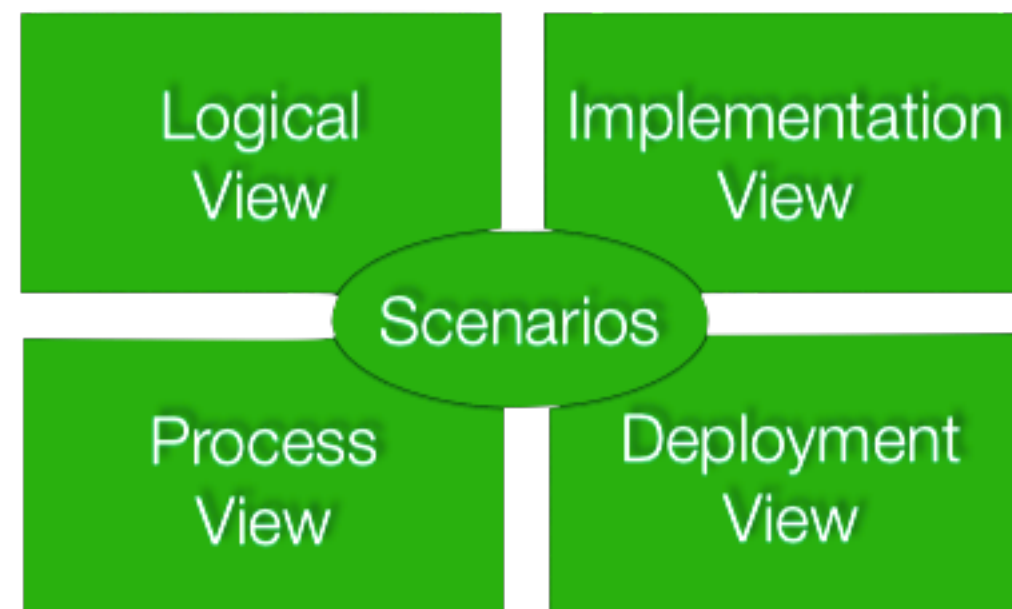 Logical
View
Implementation
View
Scenarios
Process
View
Deployment
View